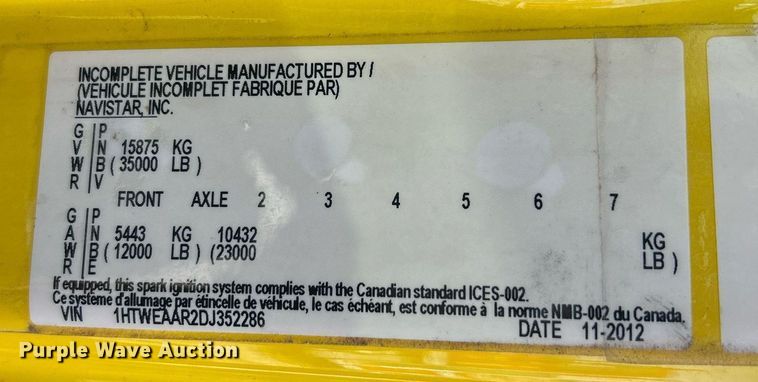 INCOMPLETE VEHICLE MANUFACTURED BY /
(VEHICULE INCOMPLET FABRIQUE PAR)
NAVISTAR, INC.
G P
V N 15875 KG
W B ( 35000 LB )
R V
FRONT AXLE 2 3 4 5 6 7
G P
A N 5443 KG 10432 KG
W B ( 12000 LB ) (23000 LB )
R E
If equipped, this spark ignition system complies with the Canadian standard ICES-002.
Ce système d'allumage par étincelle de véhicule, le cas échéant, est conforme à la norme NMB-002 du Canada.
VIN 1HTWEAAR2DJ352286 DATE 11-2012
Purple Wave Auction